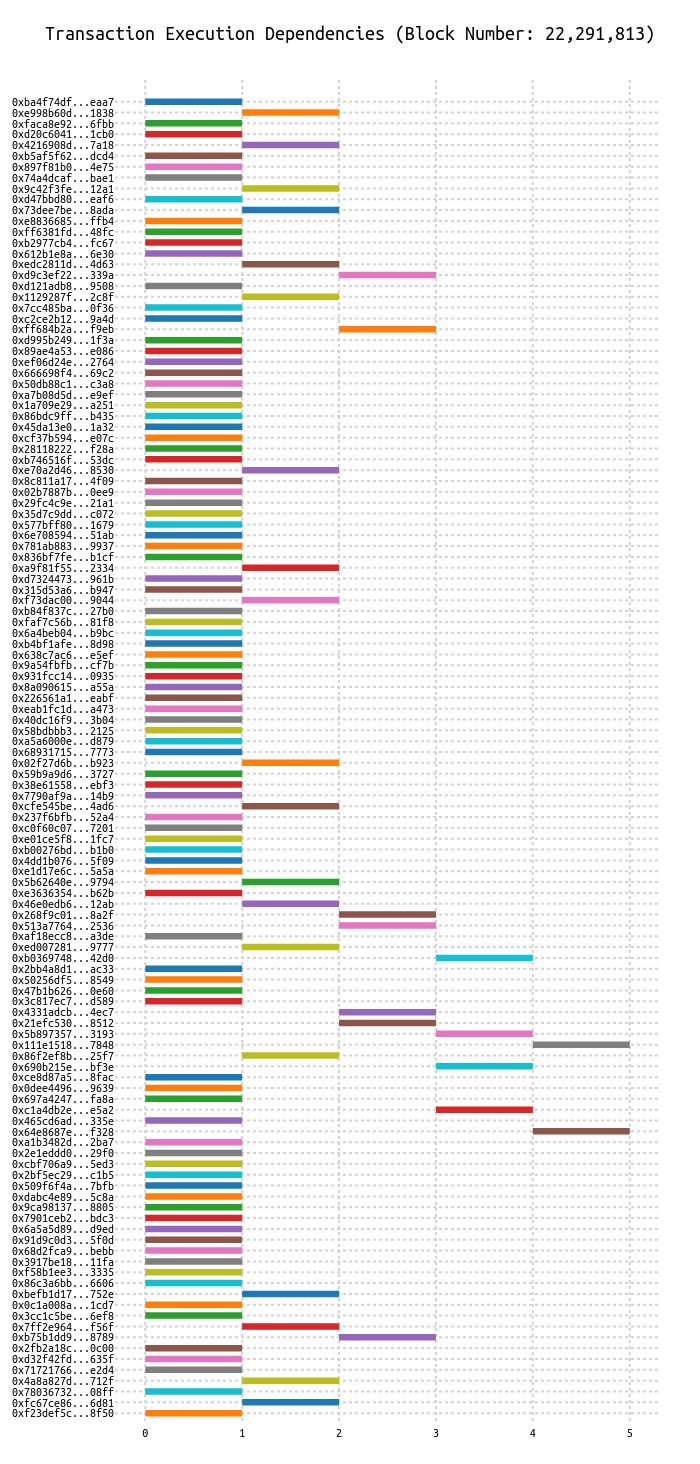 Transaction Execution Dependencies (Block Number: 22,291,813)
0xba4f74df...eaa7
0xe998b60d...1838
0xfaca8e92...6fbb
0xd20c6041...1cb0
0x4216908d...7a18
0xb5af5f62...dcd4
0x897f81b0...4e75
0x74a4dcaf...bae1
0x9c42f3fe...12a1
0xd47bbd80...eaf6
0x73dee7be...8ada
0xe8836685...ffb4
0xff6381fd...48fc
0xb2977cb4...fc67
0x612b1e8a...6e30
0xedc2811d...4d63
0xd9c3ef22...339a
0xd121adb8...9508
0x1129287f...2c8f
0x7cc485ba...0f36
0xc2ce2b12...9a4d
0xff684b2a...f9eb
0xd995b249...1f3a
0x89ae4a53...e086
0xef06d24e...2764
0x666698f4...69c2
0x50db88c1...c3a8
0xa7b08d5d...e9ef
0x1a709e29...a251
0x86bdc9ff...b435
0x45da13e0...1a32
0xcf37b594...e07c
0x28118222...f28a
0xb746516f...53dc
0xe70a2d46...8530
0x8c811a17...4f09
0x02b7887b...0ee9
0x29fc4c9e...21a1
0x35d7c9dd...c072
0x577bff80...1679
0x6e708594...51ab
0x781ab883...9937
0x836bf7fe...b1cf
0xa9f81f55...2334
0xd7324473...961b
0x315d53a6...b947
0xf73dac00...9044
0xb84f837c...27b0
0xfaf7c56b...81f8
0x6a4beb04...b9bc
0xb4bf1afe...8d98
0x638c7ac6...e5ef
0x9a54fbfb...cf7b
0x931fcc14...0935
0x8a090615...a55a
0x226561a1...eabf
0xeab1fc1d...a473
0x40dc16f9...3b04
0x58bdbbb3...2125
0xa5a6000e...d879
0x68931715...7773
0x02f27d6b...b923
0x59b9a9d6...3727
0x38e61558...ebf3
0x7790af9a...14b9
0xcfe545be...4ad6
0x237f6bfb...52a4
0xc0f60c07...7201
0xe01ce5f8...1fc7
0xb00276bd...b1b0
0x4dd1b076...5f09
0xe1d17e6c...5a5a
0x5b62640e...9794
0xe3636354...b62b
0x46e0edb6...12ab
0x268f9c01...8a2f
0x513a7764...2536
0xaf18ecc8...a3de
0xed007281...9777
0xb0369748...42d0
0x2bb4a8d1...ac33
0x50256df5...8549
0x47b1b626...0e60
0x3c817ec7...d589
0x4331adcb...4ec7
0x21efc530...8512
0x5b897357...3193
0x111e1518...7848
0x86f2ef8b...25f7
0x690b215e...bf3e
0xce8d87a5...8fac
0x0dee4496...9639
0x697a4247...fa8a
0xc1a4db2e...e5a2
0x465cd6ad...335e
0x64e8687e...f328
0xa1b3482d...2ba7
0x2e1eddd0...29f0
0xcbf706a9...5ed3
0x2bf5ec29...c1b5
0x509f6f4a...7bfb
0xdabc4e89...5c8a
0x9ca98137...8805
0x7901ceb2...bdc3
0x6a5a5d89...d9ed
0x91d9c0d3...5f0d
0x68d2fca9...bebb
0x3917be18...11fa
0xf58b1ee3...3335
0x86c3a6bb...6606
0xbefb1d17...752e
0x0c1a008a...1cd7
0x3cc1c5be...6ef8
0x7ff2e964...f56f
0xb75b1dd9...8789
0x2fb2a18c...0c00
0xd32f42fd...635f
0x71721766...e2d4
0x4a8a827d...712f
0x78036732...08ff
0xfc67ce86...6d81
0xf23def5c...8f50
0 1 2 3 4 5